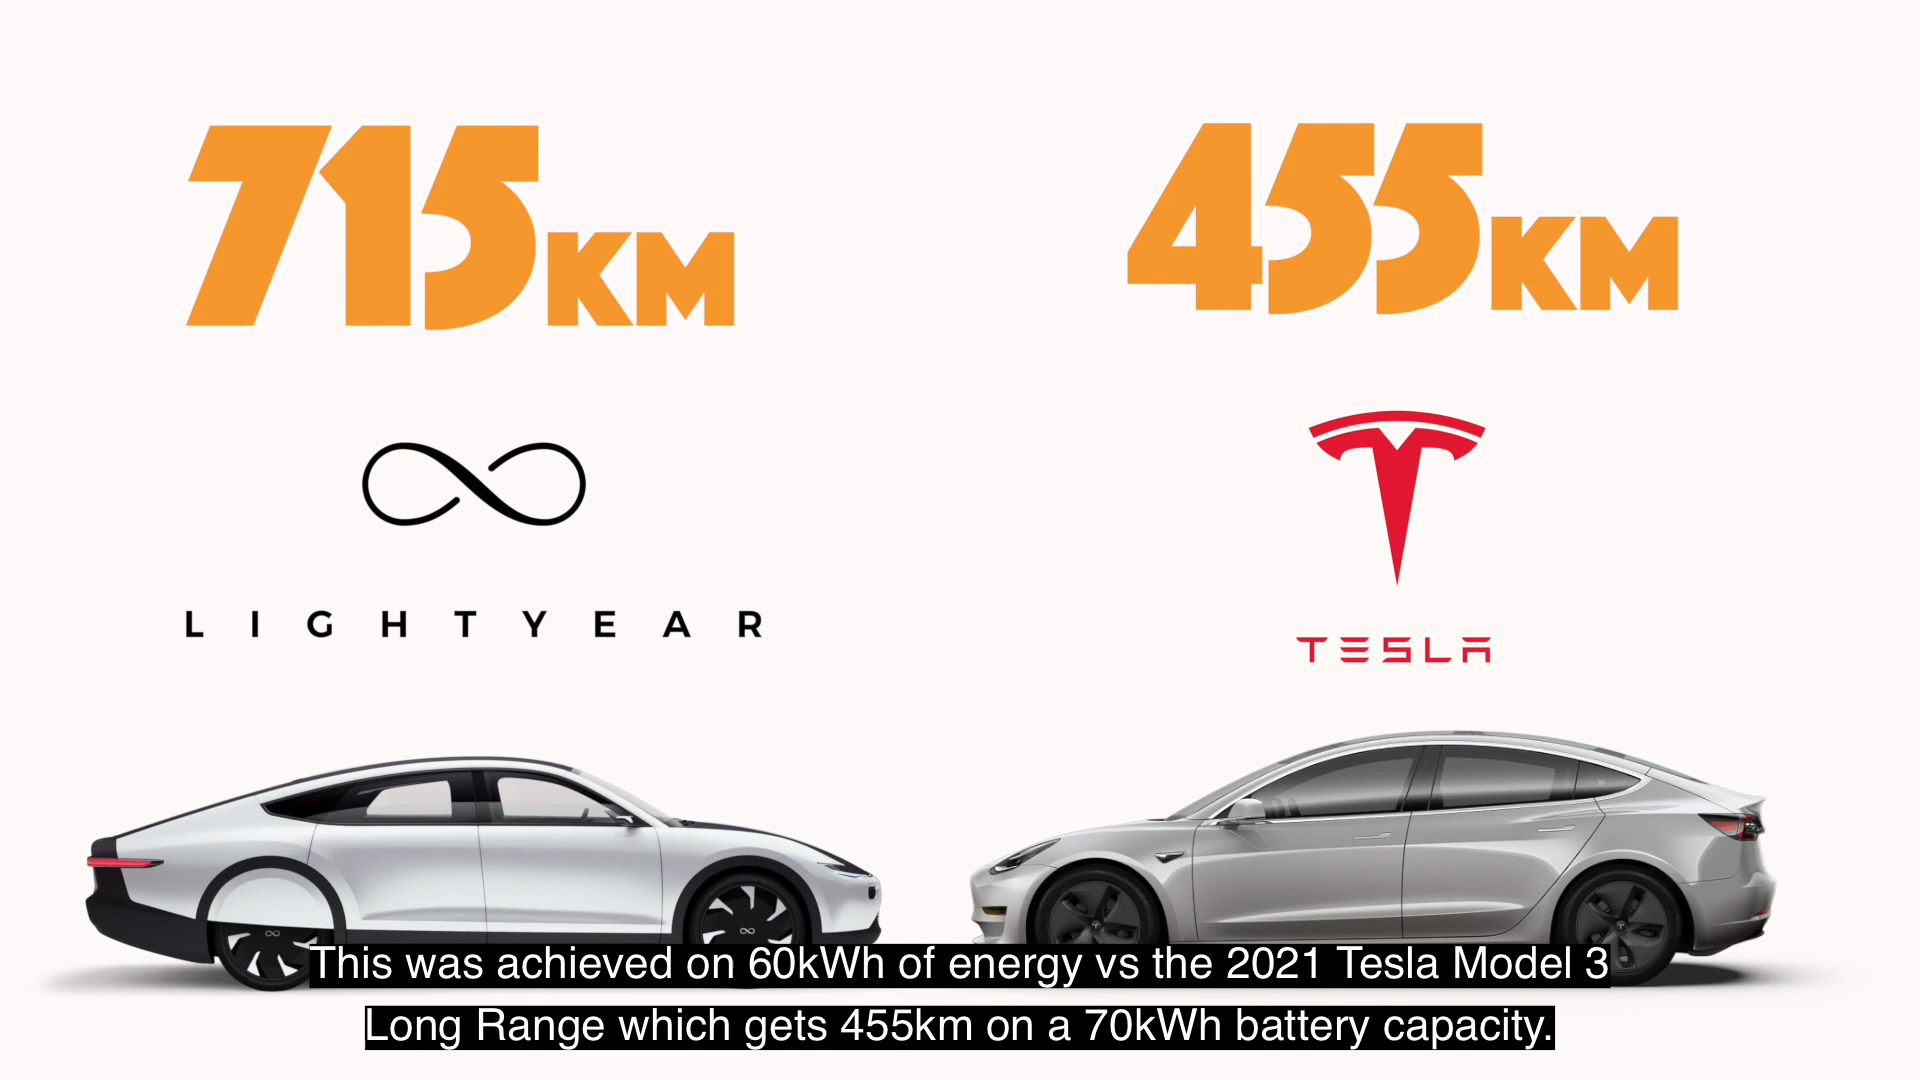 715KM
455KM
LIGHTYEAR
TESLA
This was achieved on 60kWh of energy vs the 2021 Tesla Model 3
Long Range which gets 455km on a 70kWh battery capacity.